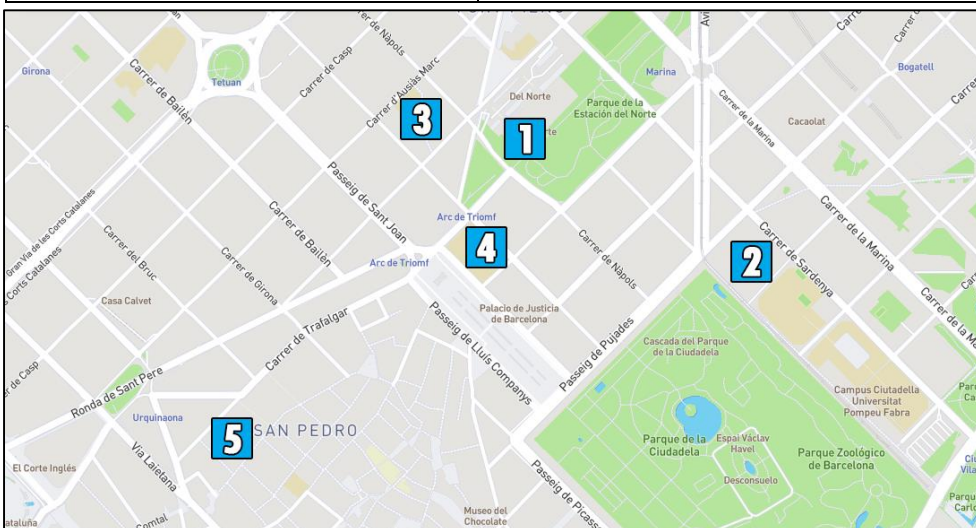 Girona
Carrer de Bailèn
Tetuan
Carrer de Casp
Carrer de Nàpols
Carrer d'Ausiàs Marc
3
Del Norte
1
Parque de la
Estación del Norte
Marina
Carrer de la Marina
Bogatell
Cacaolat
Gran Via de les Corts Catalanes
Corts Catalanes
Carrer del Bruc
Carrer de Girona
Carrer de Bailèn
Passeig de Sant Joan
Arc de Triomf
Arc de Triomf
4
Carrer de Nàpols
2
Carrer de Sardenya
Carrer de la Marina
Carrer de la
Casa Calvet
Carrer de Trafalgar
Palacio de Justicia
de Barcelona
Passeig de Lluís Companys
Passeig de Pujades
Cascada del Parque
de la Ciudadela
Campus Ciutadella
Universitat
Pompeu Fabra
de Casp
Ronda de Sant Pere
Urquinaona
5
SAN PEDRO
Via Laietana
El Corte Inglés
Parque de la
Ciudadela
Espai Václav
Havel
Desconsuelo
Parque Zoológico
de Barcelona
Passeig de Picasso
Museo del
Chocolate
Comtal